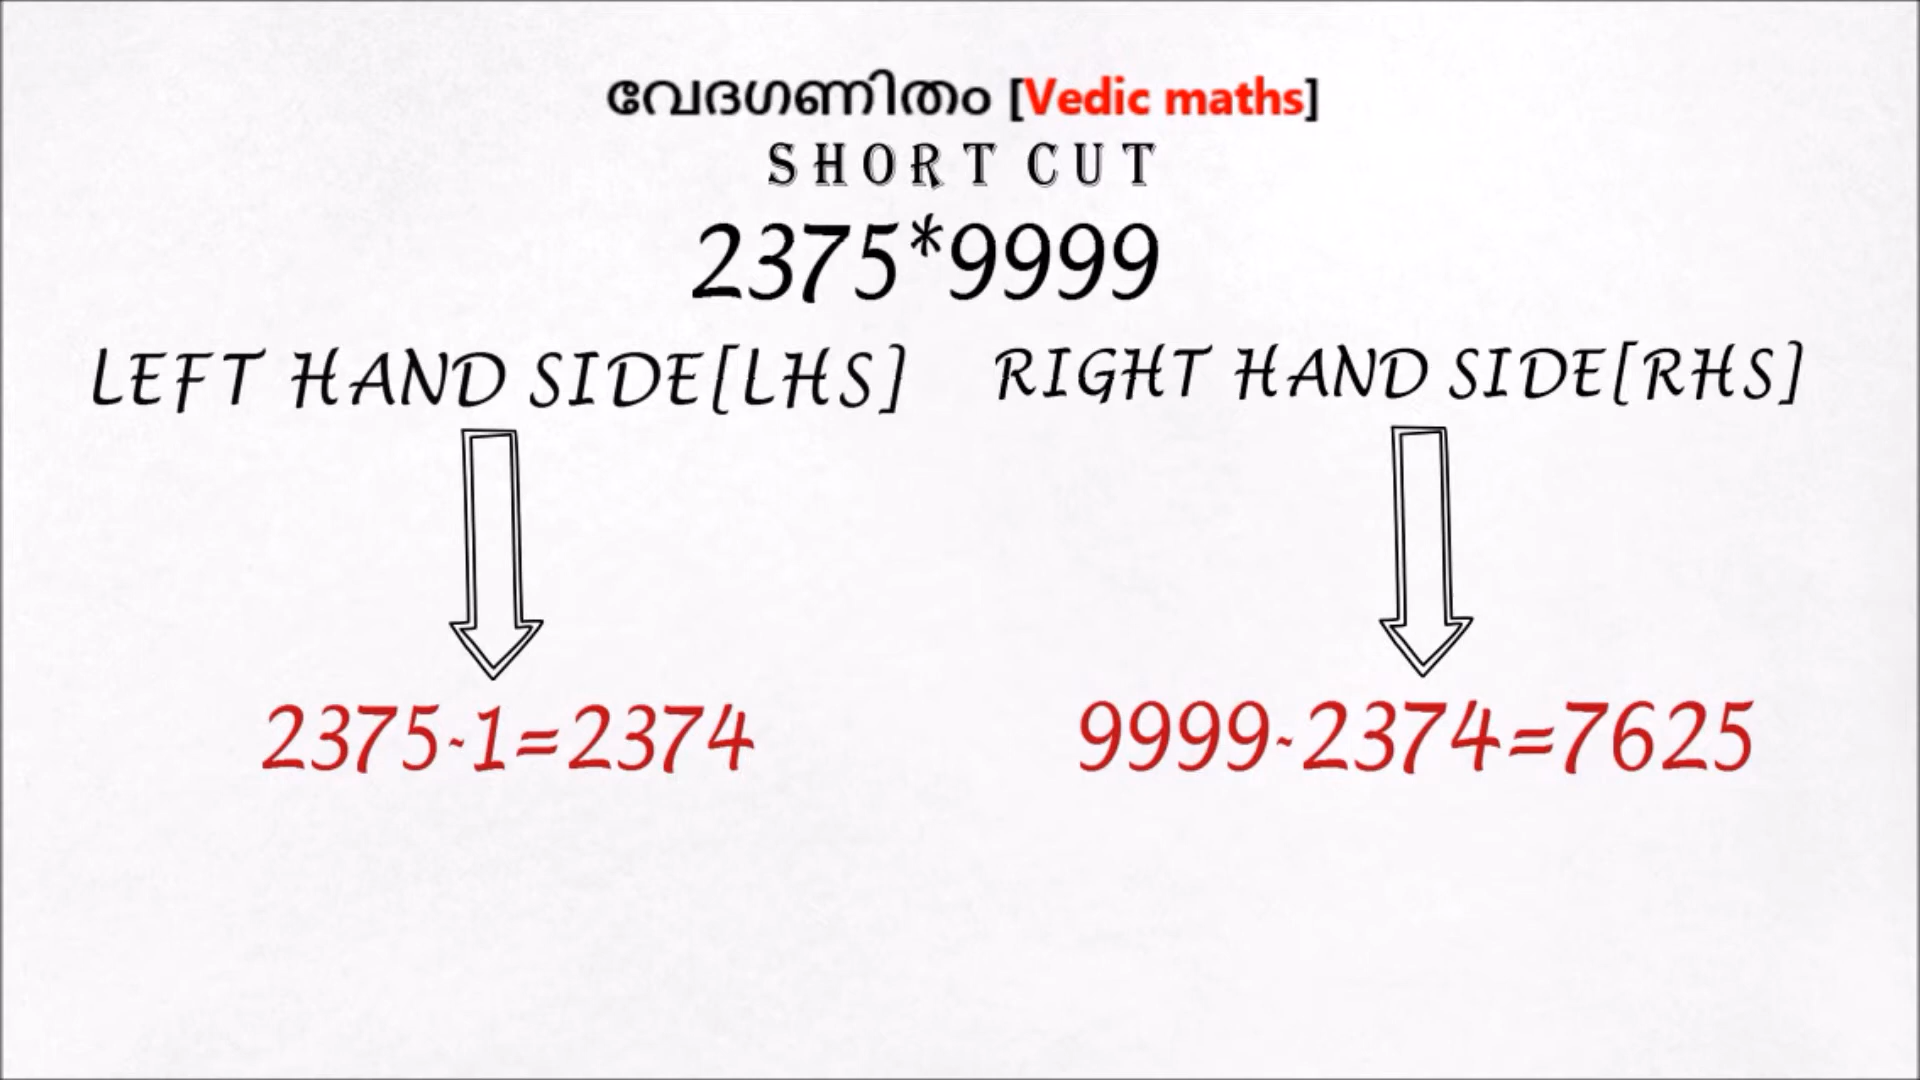 വേദഗണിതം [Vedic maths]
SHORT CUT
2375*9999
LEFT HAND SIDE[LHS]
RIGHT HAND SIDE[RHS]
2375-1=2374
9999-2374=7625